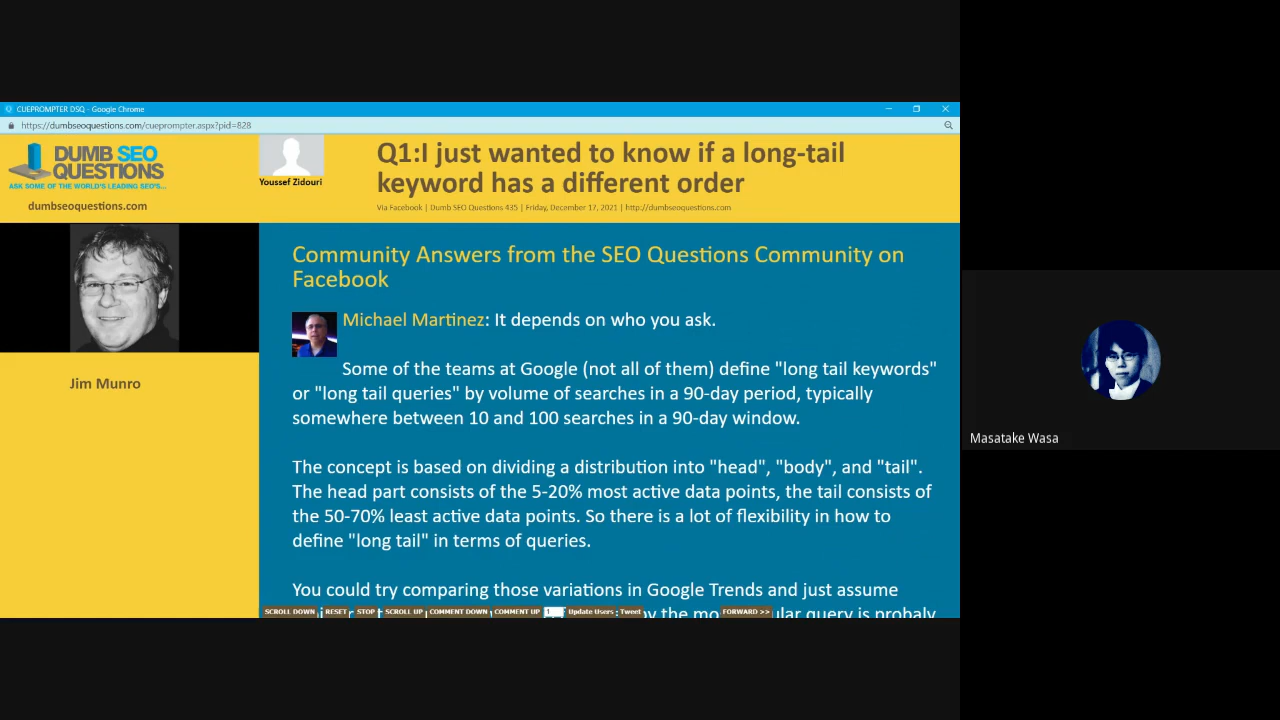 CUEPROMPTER DSQ - Google Chrome
https://dumbseoquestions.com/cueprompter.aspx?pid=828
DUMB SEO
QUESTIONS
ASK SOME OF THE WORLD'S LEADING SEO'S...
dumbseoquestions.com
Youssef Zidouri
Q1:I just wanted to know if a long-tail
keyword has a different order
Via Facebook | Dumb SEO Questions 435 | Friday, December 17, 2021 | http://dumbseoquestions.com
Jim Munro
Community Answers from the SEO Questions Community on
Facebook
Michael Martinez: It depends on who you ask.
Some of the teams at Google (not all of them) define "long tail keywords"
or "long tail queries" by volume of searches in a 90-day period, typically
somewhere between 10 and 100 searches in a 90-day window.
The concept is based on dividing a distribution into "head", "body", and "tail".
The head part consists of the 5-20% most active data points, the tail consists of
the 50-70% least active data points. So there is a lot of flexibility in how to
define "long tail" in terms of queries.
You could try comparing those variations in Google Trends and just assume
query is probaly
SCROLL DOWN RESET STOP SCROLL UP COMMENT DOWN COMMENT UP 1 Update Users Tweet FORWARD >>
Masatake Wasa